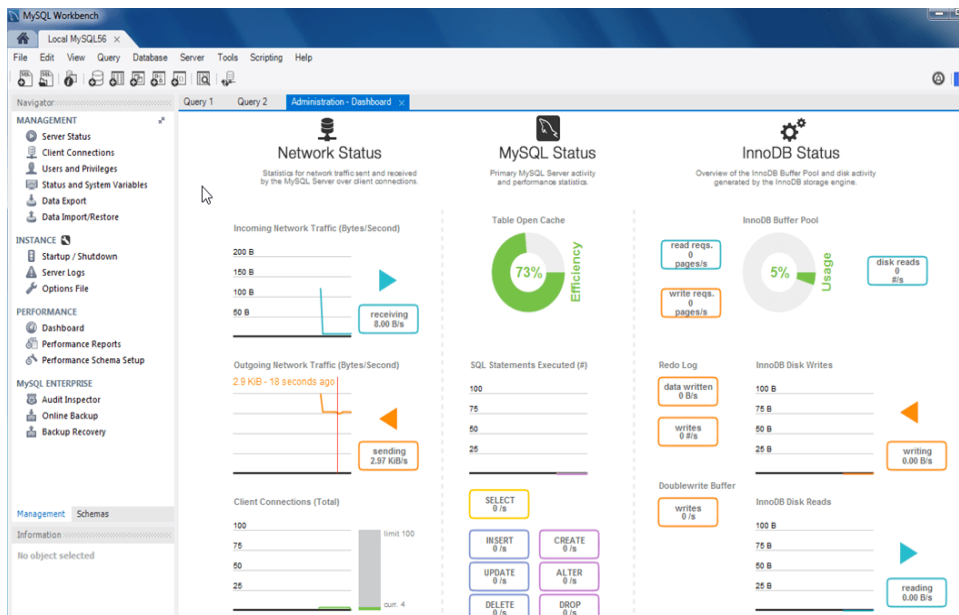 MySQL Workbench
Local MySQL56
File Edit View Query Database Server Tools Scripting Help
Navigator
MANAGEMENT
Server Status
Client Connections
Users and Privileges
Status and System Variables
Data Export
Data Import/Restore
INSTANCE
Startup / Shutdown
Server Logs
Options File
PERFORMANCE
Dashboard
Performance Reports
Performance Schema Setup
MySQL ENTERPRISE
Audit Inspector
Online Backup
Backup Recovery
Management Schemas
Information
No object selected
Query 1 Query 2 Administration - Dashboard
Network Status
Statistics for network traffic sent and received
by the MySQL Server over client connections.
Incoming Network Traffic (Bytes/Second)
200 B
150 B
100 B
50 B
receiving
8.00 B/s
Outgoing Network Traffic (Bytes/Second)
2.9 KiB - 18 seconds ago
sending
2.97 KiB/s
Client Connections (Total)
100
75
50
25
limit 100
curr. 4
MySQL Status
Primary MySQL Server activity
and performance statistics.
Table Open Cache
73%
Efficiency
SQL Statements Executed (#)
100
75
50
25
SELECT
0 /s
INSERT
0 /s
CREATE
0 /s
UPDATE
0 /s
ALTER
0 /s
DELETE
0 /s
DROP
0 /s
InnoDB Status
Overview of the InnoDB Buffer Pool and disk activity
generated by the InnoDB storage engine.
InnoDB Buffer Pool
read reqs.
0
pages/s
write reqs.
0
pages/s
5%
Usage
disk reads
0
#/s
Redo Log
data written
0 B/s
writes
0 #/s
Doublewrite Buffer
writes
0 /s
InnoDB Disk Writes
100 B
75 B
50 B
25 B
writing
0.00 B/s
InnoDB Disk Reads
100 B
75 B
50 B
25 B
reading
0.00 B/s